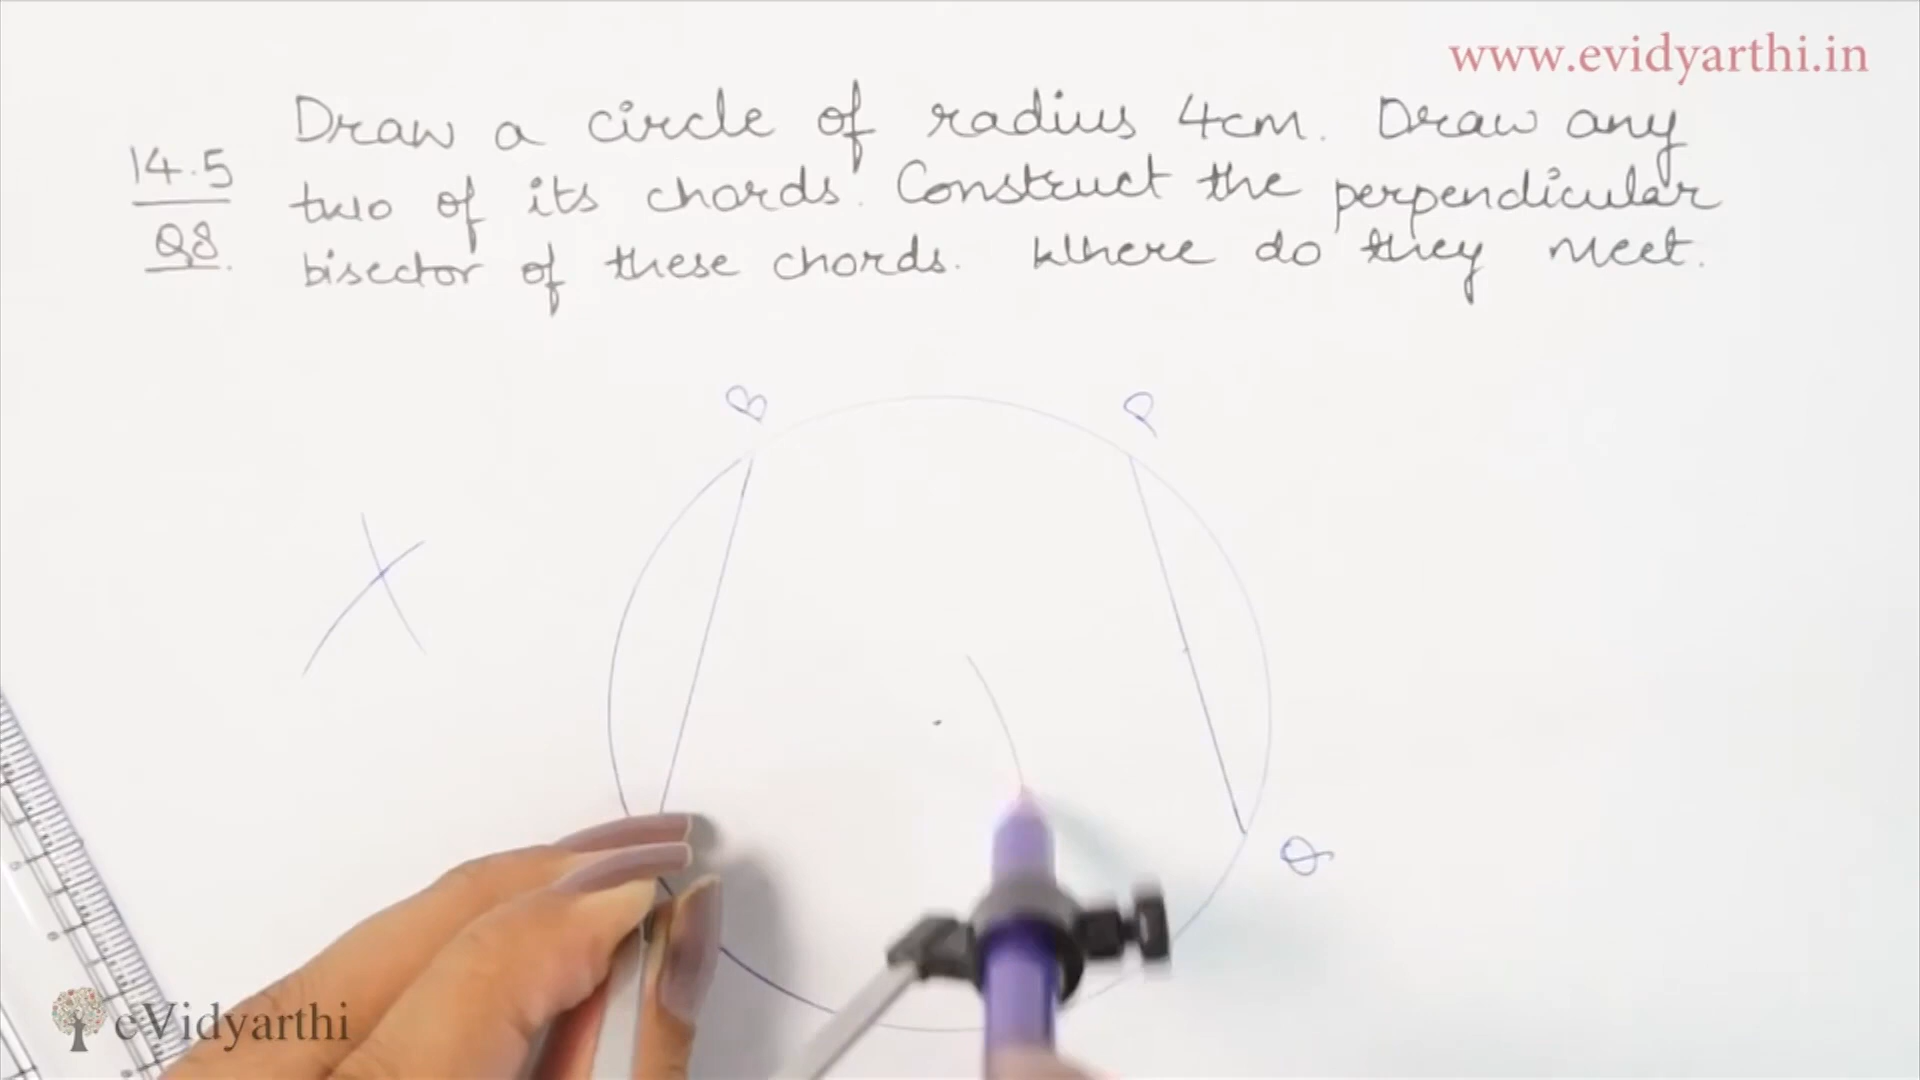 www.evidyarthi.in
14.5
Q8.
Draw a circle of radius 4cm. Draw any
two of its chords. Construct the perpendicular
bisector of these chords. Where do they meet.
B
P
Q
eVidyarthi